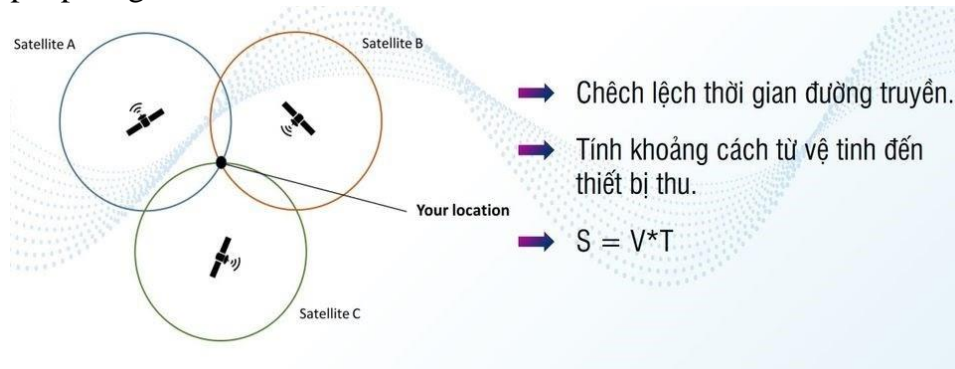 Satellite A
Satellite B
Your location
Satellite C
Chêch lệch thời gian đường truyền.
Tính khoảng cách từ vệ tinh đến
thiết bị thu.
S = V*T